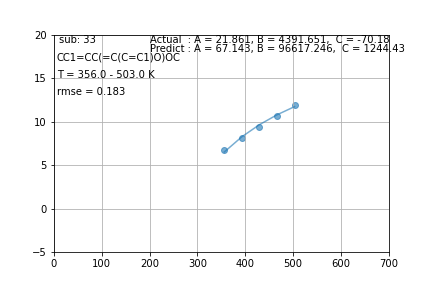 sub: 33
Actual : A = 21.861, B = 4391.651, C = -70.18
Predict : A = 67.143, B = 96617.246, C = 1244.43
CC1=CC(=C(C=C1)O)OC
T = 356.0 - 503.0 K
rmse = 0.183
20
15
10
5
0
−5
0 100 200 300 400 500 600 700